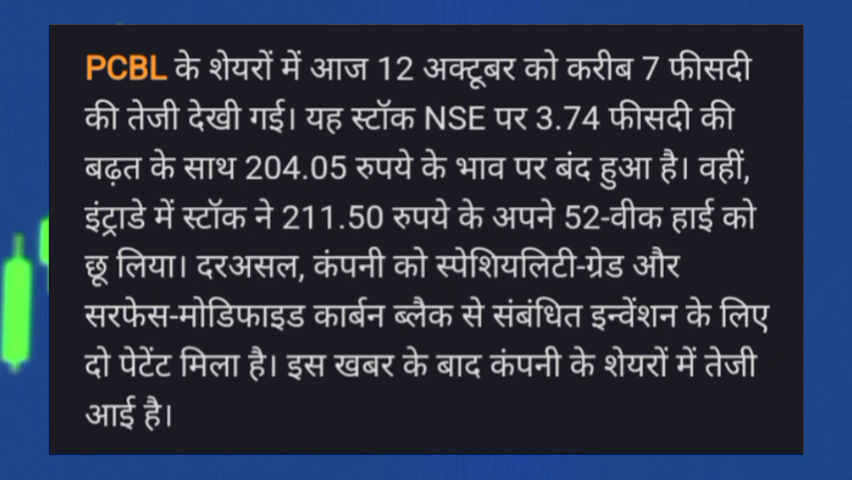 PCBL के शेयरों में आज 12 अक्टूबर को करीब 7 फीसदी
की तेजी देखी गई। यह स्टॉक NSE पर 3.74 फीसदी की
बढ़त के साथ 204.05 रुपये के भाव पर बंद हुआ है। वहीं,
इंट्राडे में स्टॉक ने 211.50 रुपये के अपने 52-वीक हाई को
छू लिया। दरअसल, कंपनी को स्पेशियलिटी-ग्रेड और
सरफेस-मोडिफाइड कार्बन ब्लैक से संबंधित इन्वेंशन के लिए
दो पेटेंट मिला है। इस खबर के बाद कंपनी के शेयरों में तेजी
आई है।